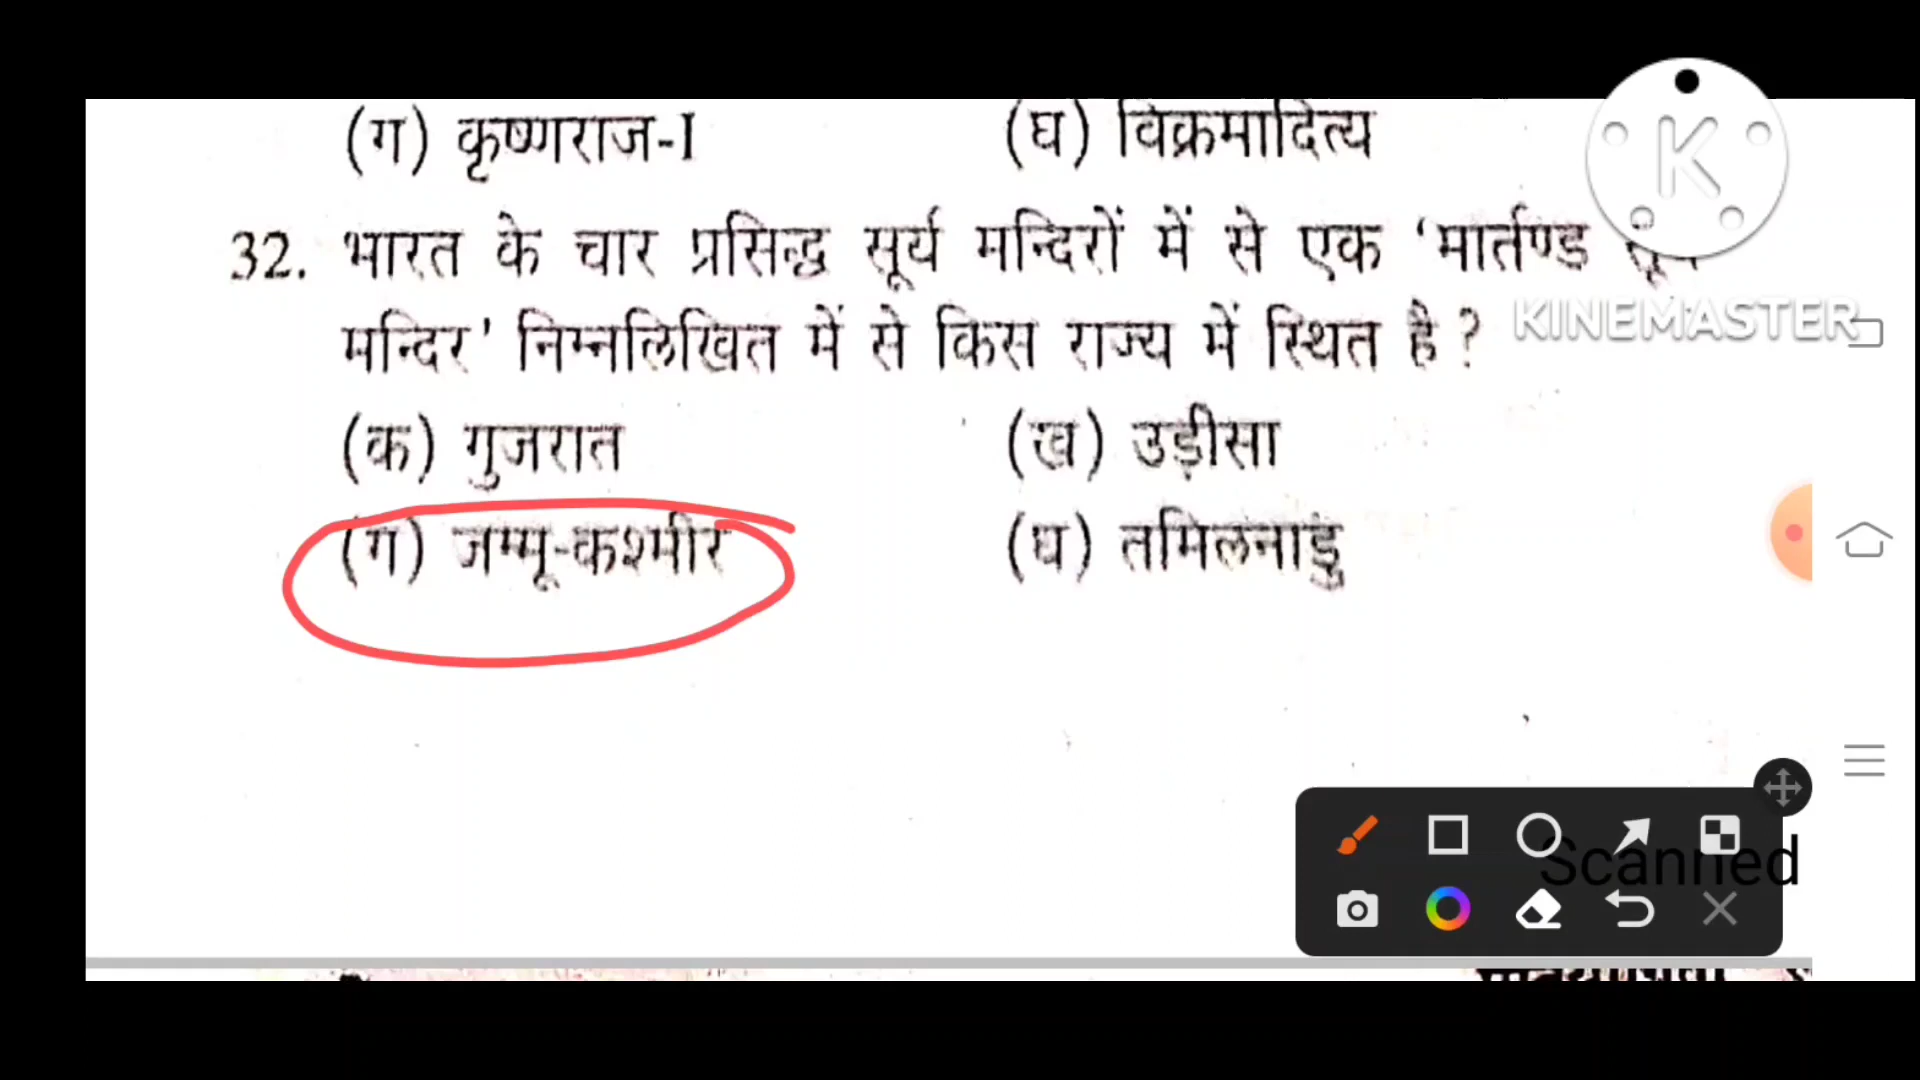 (ग) कृष्णराज-I (घ) विक्रमादित्य
32. भारत के चार प्रसिद्ध सूर्य मन्दिरों में से एक ‘मार्तण्ड
मन्दिर’ निम्नलिखित में से किस राज्य में स्थित है ?
KINEMASTER
(क) गुजरात (ख) उड़ीसा
(ग) जम्मू-कश्मीर (घ) तमिलनाडु
Scanned